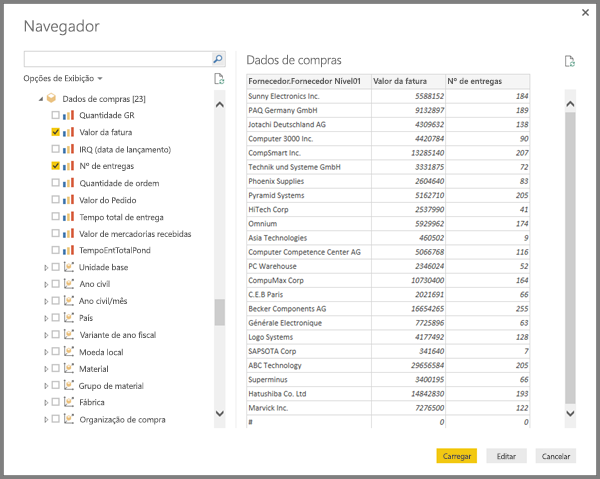 Navegador
Opções de Exibição
Dados de compras [23]
Quantidade GR
Valor da fatura
IRQ (data de lançamento)
Nº de entregas
Quantidade de ordem
Valor do Pedido
Tempo total de entrega
Valor de mercadorias recebidas
TempoEntTotalPond
Unidade base
Ano civil
Ano civil/mês
País
Variante de ano fiscal
Moeda local
Material
Grupo de material
Fábrica
Organização de compra
Dados de compras
Fornecedor.Fornecedor Nível01 Valor da fatura Nº de entregas
Sunny Electronics Inc. 5588152 184
PAQ Germany GmbH 9132897 189
Jotachi Deutschland AG 4309632 138
Computer 3000 Inc. 4420784 90
CompSmart Inc. 13285140 207
Technik und Systeme GmbH 3331875 72
Phoenix Supplies 2604640 83
Pyramid Systems 5162710 205
HiTech Corp 2537990 41
Omnium 5929962 174
Asia Technologies 460502 9
Computer Competence Center AG 5066768 116
PC Warehouse 2346024 52
CompuMax Corp 10730400 164
C.E.B Paris 2021691 66
Becker Components AG 16654265 255
Générale Electronique 7725896 63
Logo Systems 4177492 128
SAPSOTA Corp 341640 7
ABC Technology 29656584 205
Superminus 3400195 66
Hatushiba Co. Ltd 14842830 193
Marvick Inc. 7276500 122
# 0 0
Carregar Editar Cancelar